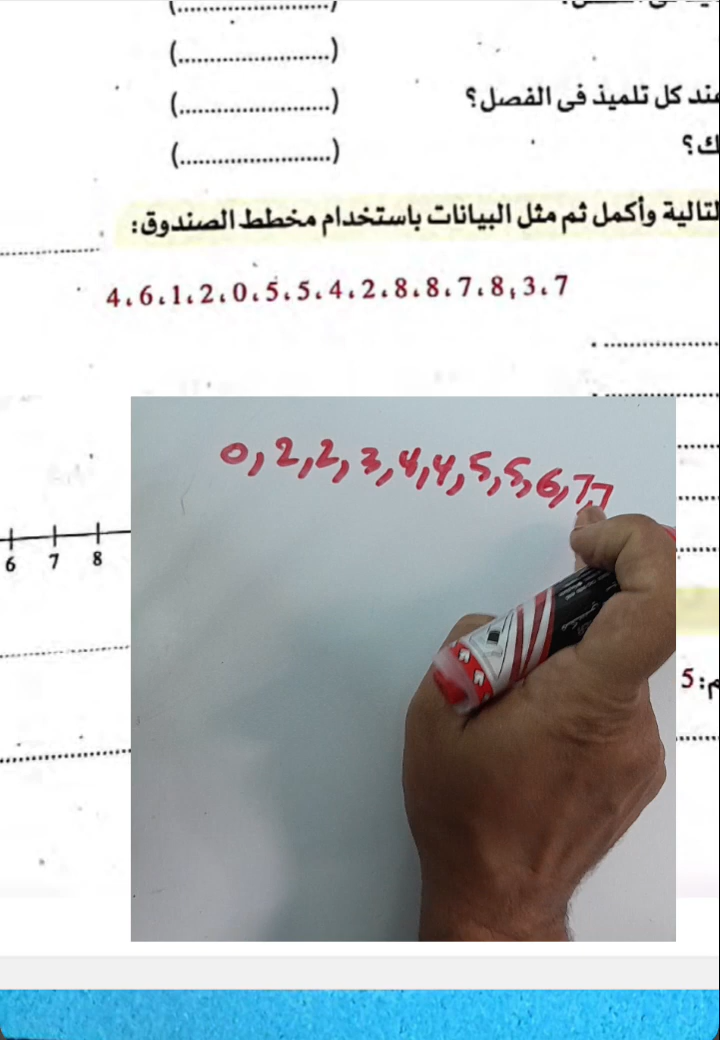 (........................)
(........................)
ند كل تلميذ فى الفصل؟ (........................)
ك؟ (........................)
لتالية وأكمل ثم مثل البيانات باستخدام مخطط الصندوق:
4، 6، 1، 2، 0، 5، 5، 4، 2، 8، 8، 7، 8، 3، 7
0, 2, 2, 3, 4, 4, 5, 5, 6, 7, 7
6 7 8
م: 5